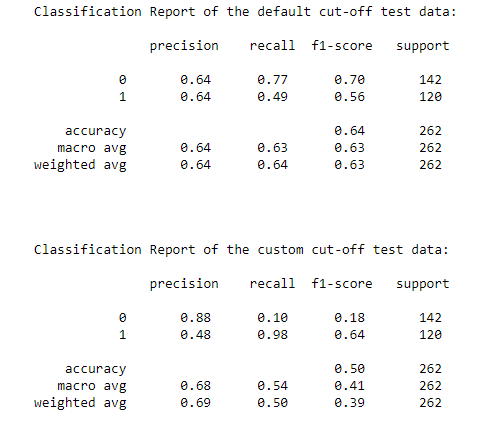 Classification Report of the default cut-off test data:
precision recall f1-score support
0 0.64 0.77 0.70 142
1 0.64 0.49 0.56 120
accuracy 0.64 262
macro avg 0.64 0.63 0.63 262
weighted avg 0.64 0.64 0.63 262
Classification Report of the custom cut-off test data:
precision recall f1-score support
0 0.88 0.10 0.18 142
1 0.48 0.98 0.64 120
accuracy 0.50 262
macro avg 0.68 0.54 0.41 262
weighted avg 0.69 0.50 0.39 262